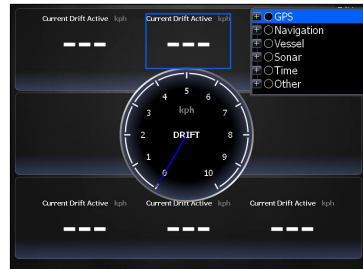 Current Drift Active kph
Current Drift Active kph
--- 
---
GPS
Navigation
Vessel
Sonar
Time
Other
5
4 6
kph
3 7
2 DRIFT 8
1 9
0 10
Current Drift Active kph
Current Drift Active kph
Current Drift Active kph
---
---
---